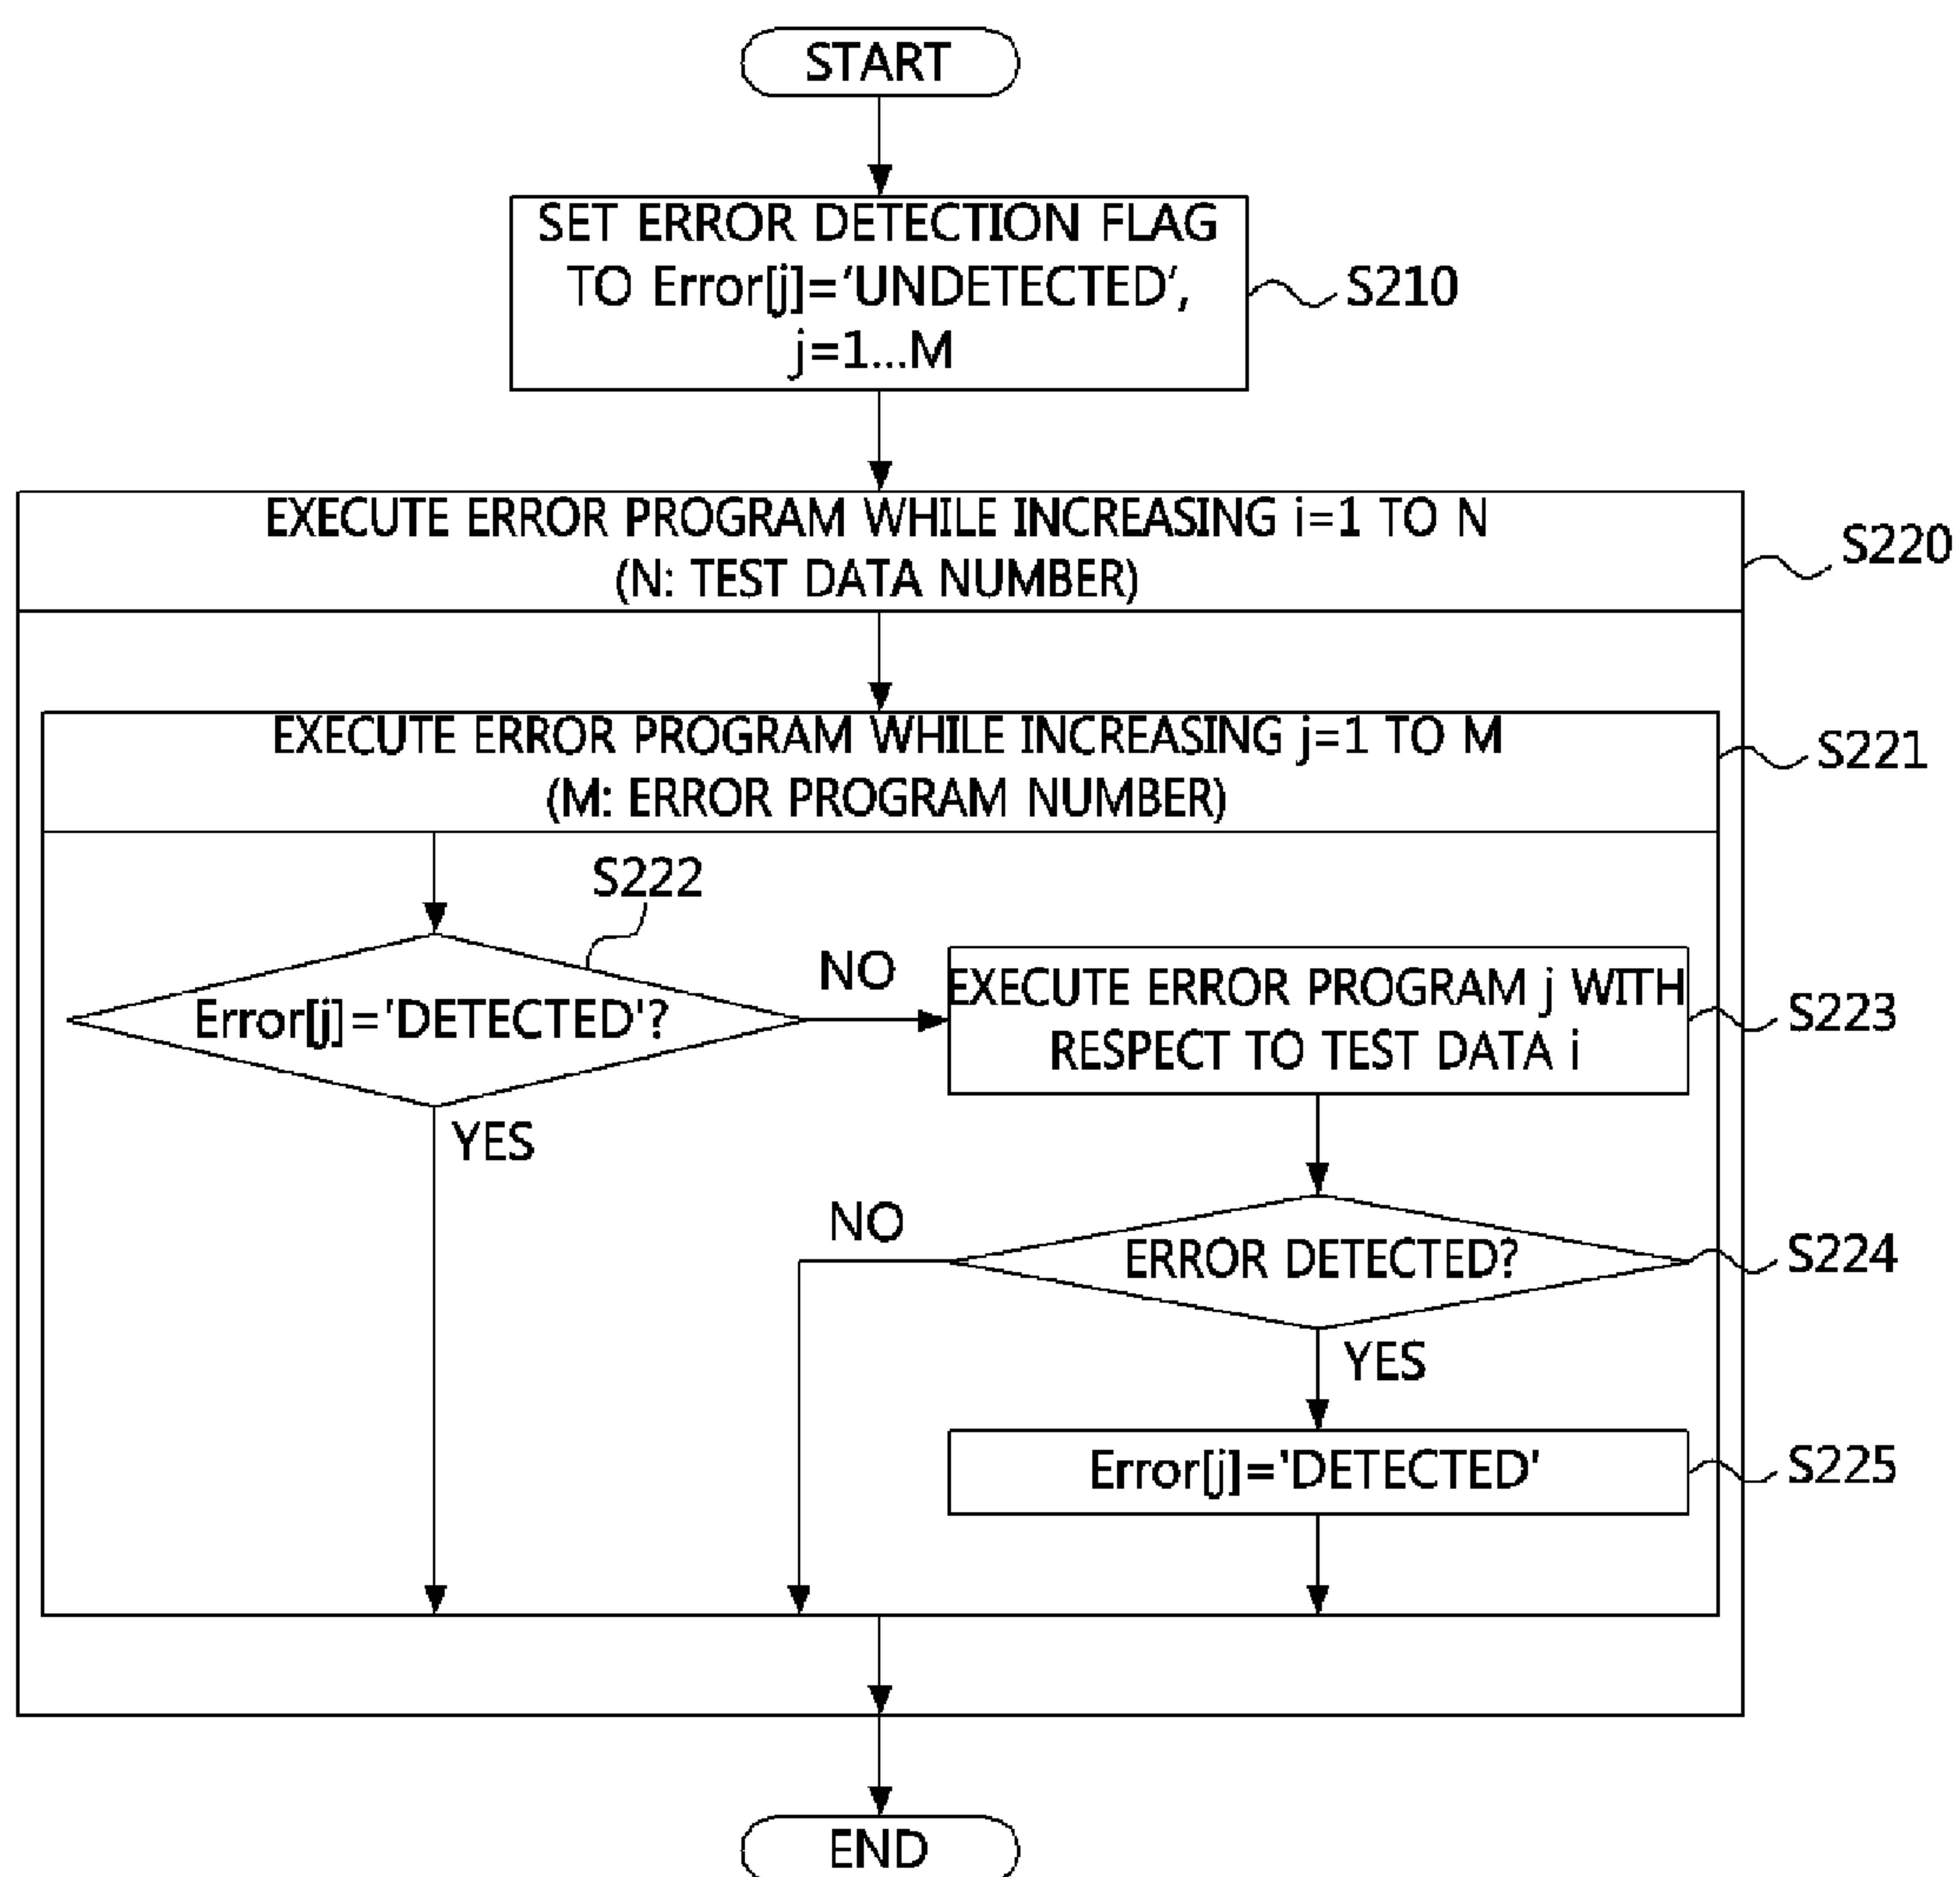 START
SET ERROR DETECTION FLAG
TO Error[j]='UNDETECTED',
j=1...M
S210
EXECUTE ERROR PROGRAM WHILE INCREASING i=1 TO N
(N: TEST DATA NUMBER)
S220
EXECUTE ERROR PROGRAM WHILE INCREASING j=1 TO M
(M: ERROR PROGRAM NUMBER)
S221
S222
Error[j]='DETECTED'?
NO
YES
EXECUTE ERROR PROGRAM j WITH
RESPECT TO TEST DATA i
S223
NO
ERROR DETECTED?
S224
YES
Error[j]='DETECTED'
S225
END